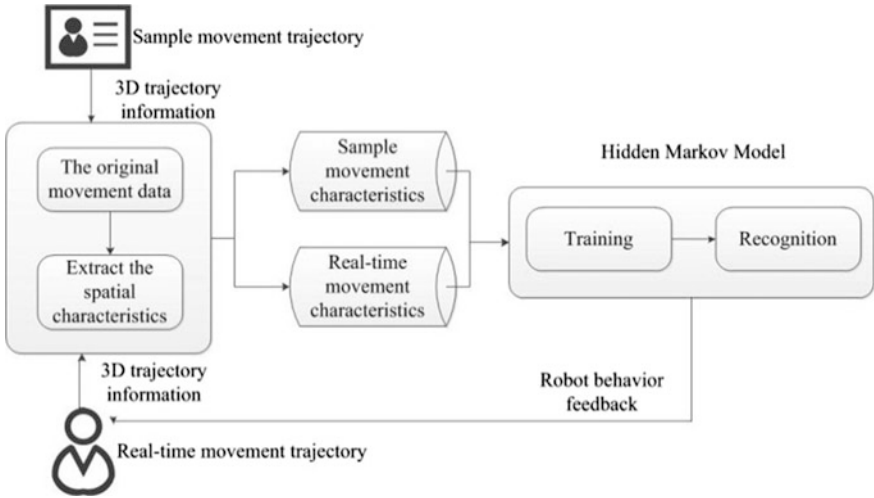 Sample movement trajectory
3D trajectory
information
The original
movement data
Extract the
spatial
characteristics
Sample
movement
characteristics
Real-time
movement
characteristics
Hidden Markov Model
Training
Recognition
3D trajectory
information
Robot behavior
feedback
Real-time movement trajectory